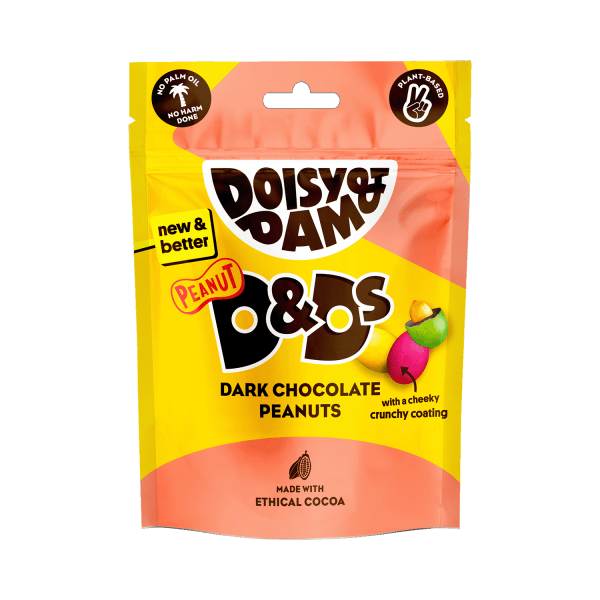 NO PALM OIL
NO HARM
DONE
PLANT-BASED
DOISY &
DAM
new &
better
PEANUT
D&Ds
DARK CHOCOLATE
PEANUTS
with a cheeky
crunchy coating
MADE WITH
ETHICAL COCOA